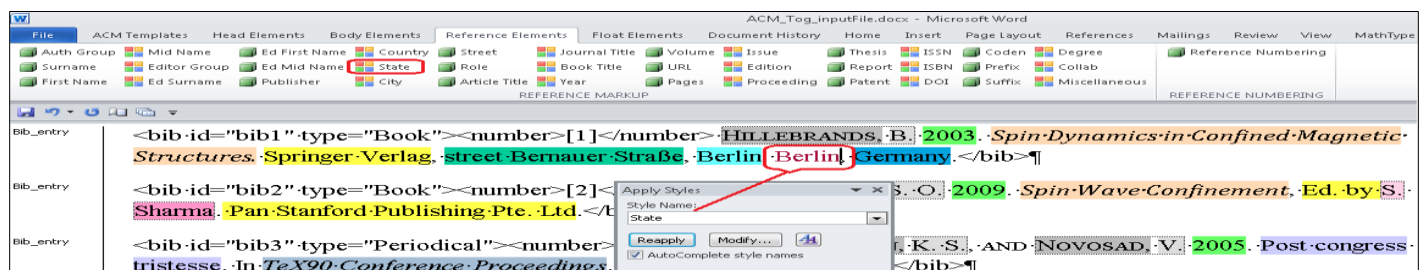 W ACM_Tog_inputFile.docx - Microsoft Word
File ACM Templates Head Elements Body Elements Reference Elements Float Elements Document History Home Insert Page Layout References Mailings Review View MathType
Auth Group Mid Name Ed First Name Country Street Journal Title Volume Issue Thesis ISSN Coden Degree Reference Numbering
Surname Editor Group Ed Mid Name State Role Book Title URL Edition Report ISBN Prefix Collab
First Name Ed Surname Publisher City Article Title Year Pages Proceeding Patent DOI Suffix Miscellaneous
REFERENCE MARKUP REFERENCE NUMBERING
Bib_entry <bib·id="bib1"·type="Book"><number>[1]</number>·HILLEBRANDS,·B.·2003.·Spin·Dynamics·in·Confined·Magnetic·
Structures.·Springer·Verlag,·street·Bernauer·Straße,·Berlin·Berlin,·Germany.</bib>¶
Bib_entry <bib·id="bib2"·type="Book"><number>[2]< S.·O.·2009.·Spin·Wave·Confinement,·Ed.·by·S.·
Sharma.·Pan·Stanford·Publishing·Pte.·Ltd.</b
Apply Styles
Style Name:
State
Reapply Modify...
AutoComplete style names
Bib_entry <bib·id="bib3"·type="Periodical"><number> K.·S.,·AND·NOVOSAD,·V.·2005.·Post·congress·
tristesse.·In·TeX90·Conference·Proceedings. </bib>¶